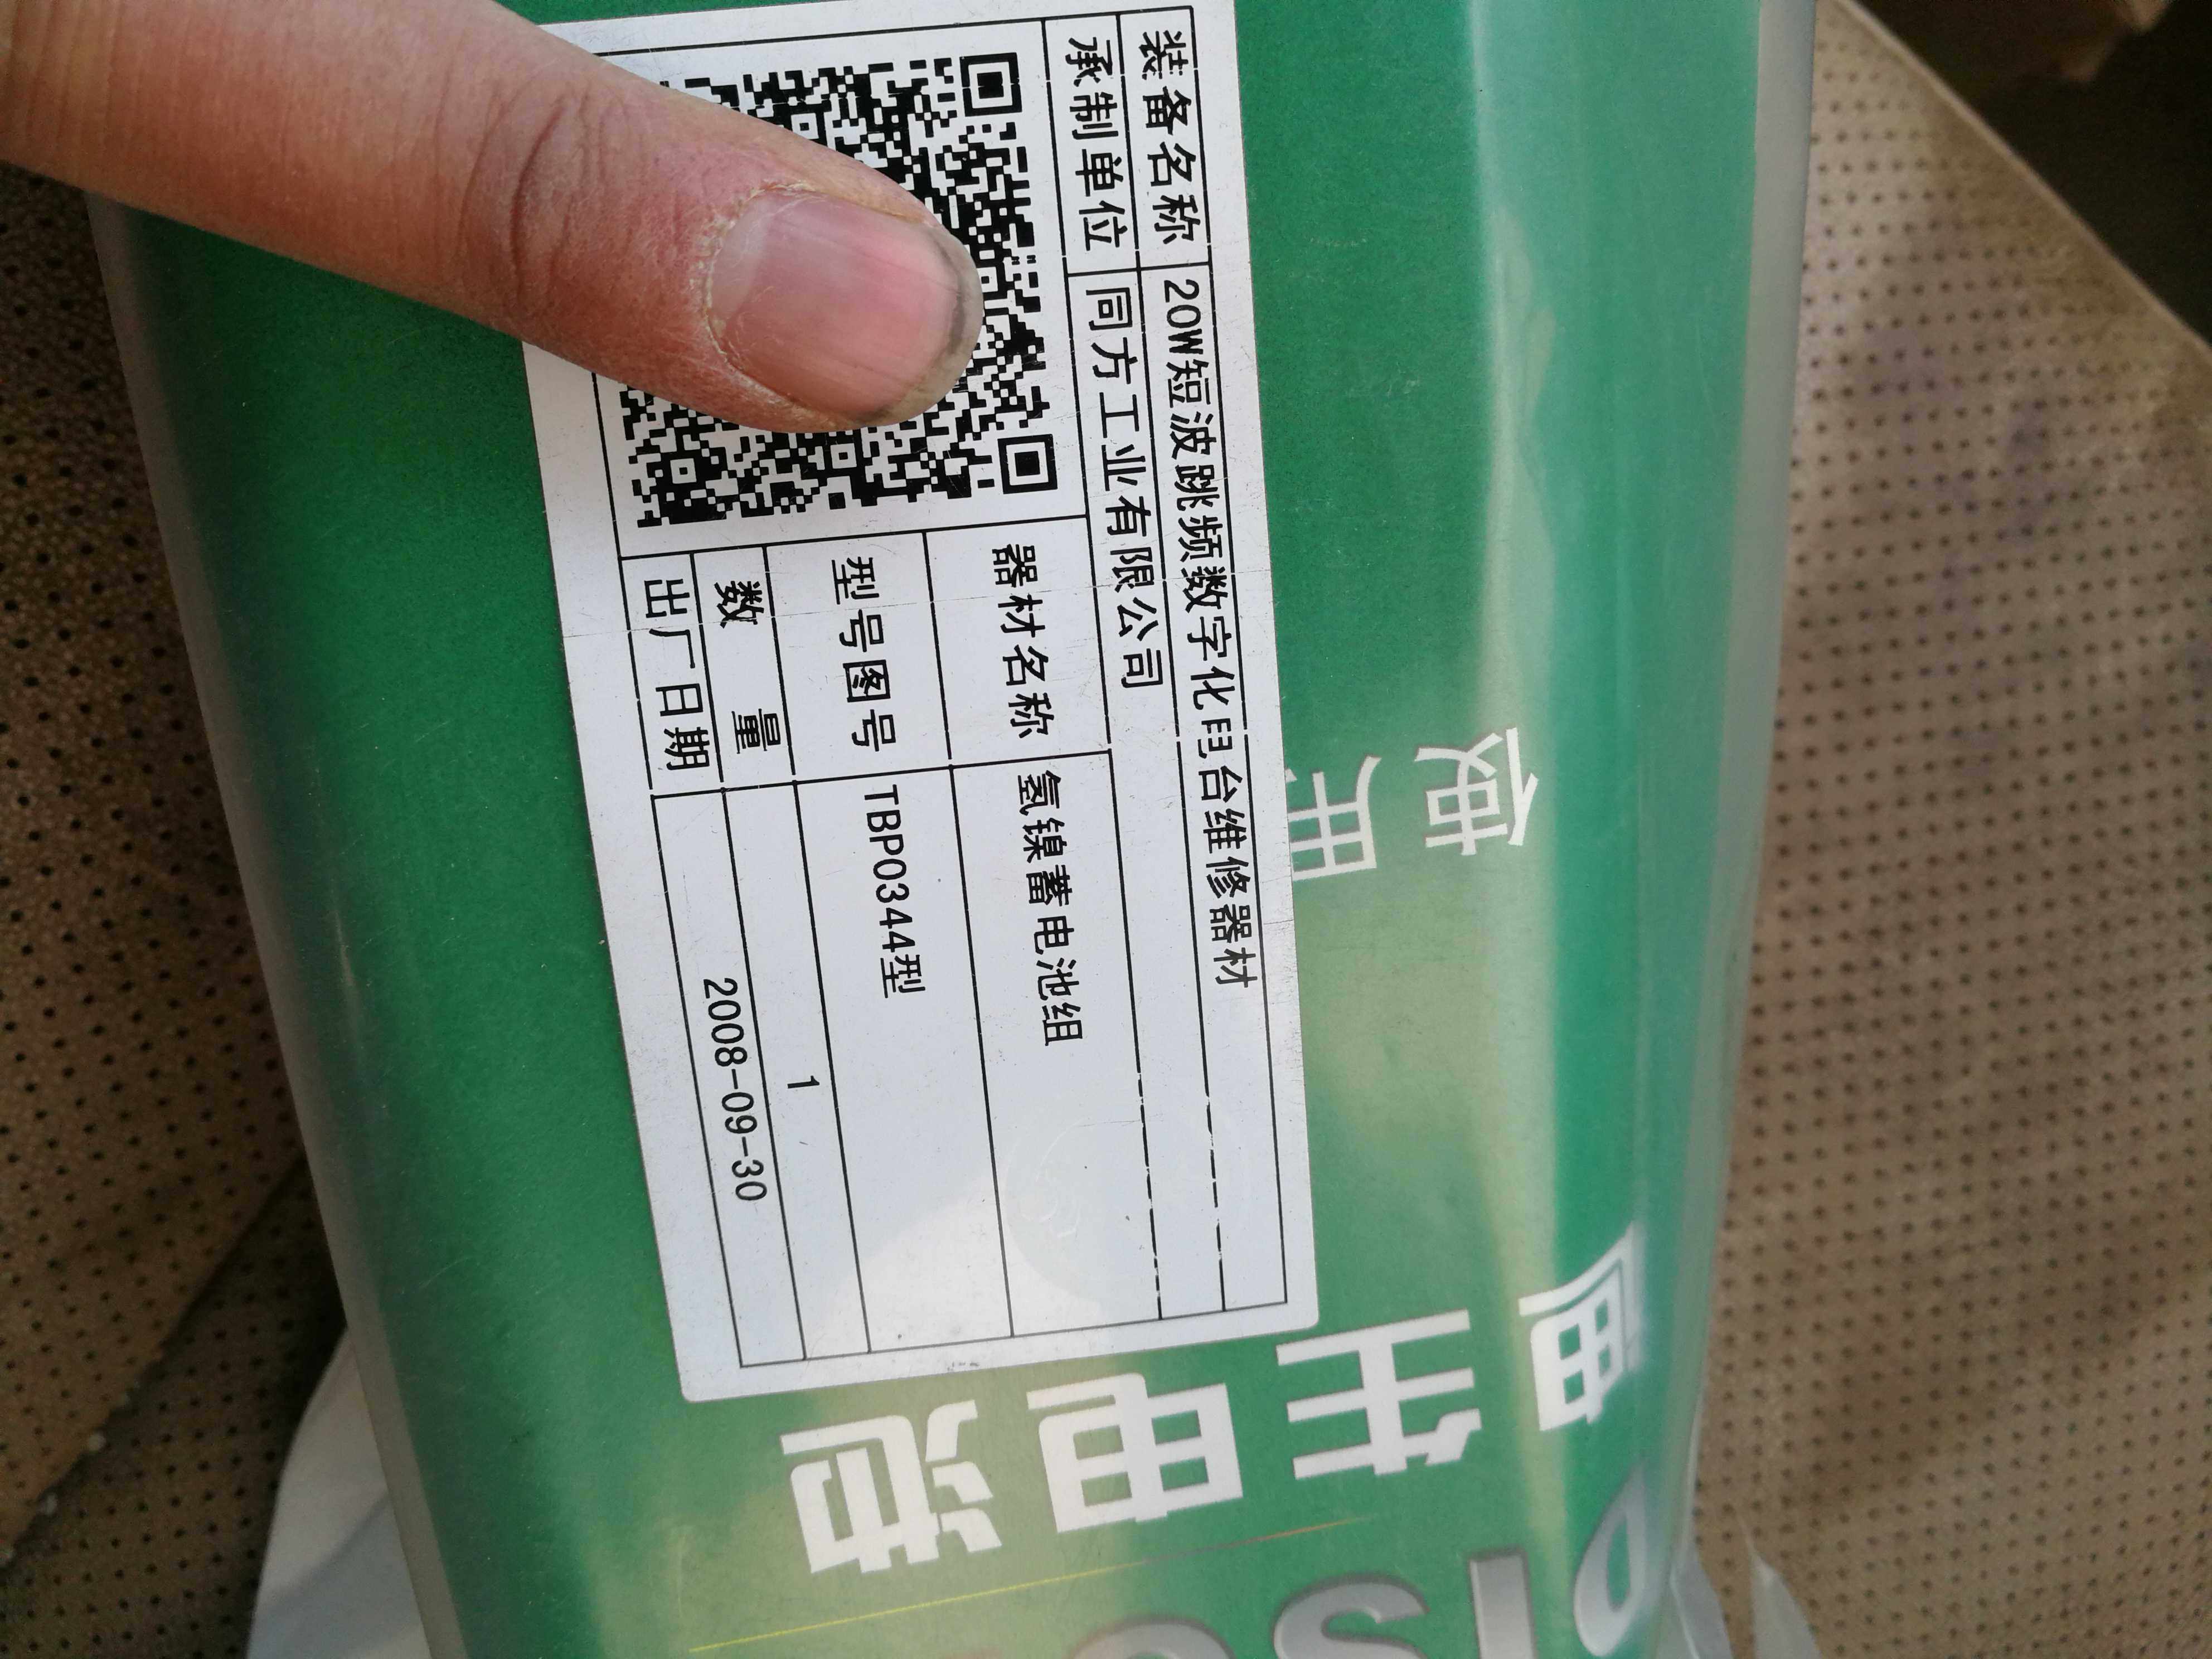 装备名称 20W短波跳频数字化电台维修器材
承制单位 同方工业有限公司
器材名称 氢镍蓄电池组
型号图号 TBP0344型
数量 1
出厂日期 2008-09-30
使
用
电池